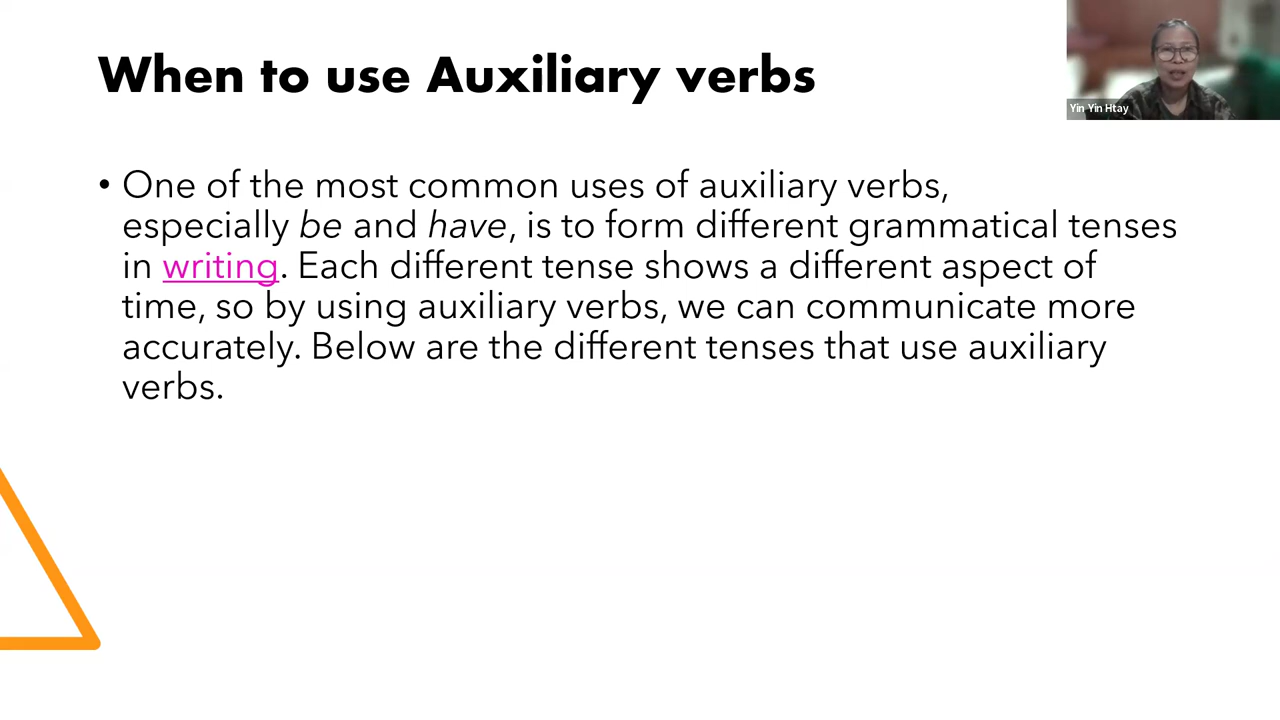 When to use Auxiliary verbs
Yin Yin Htay
• One of the most common uses of auxiliary verbs,
especially be and have, is to form different grammatical tenses
in writing. Each different tense shows a different aspect of
time, so by using auxiliary verbs, we can communicate more
accurately. Below are the different tenses that use auxiliary
verbs.